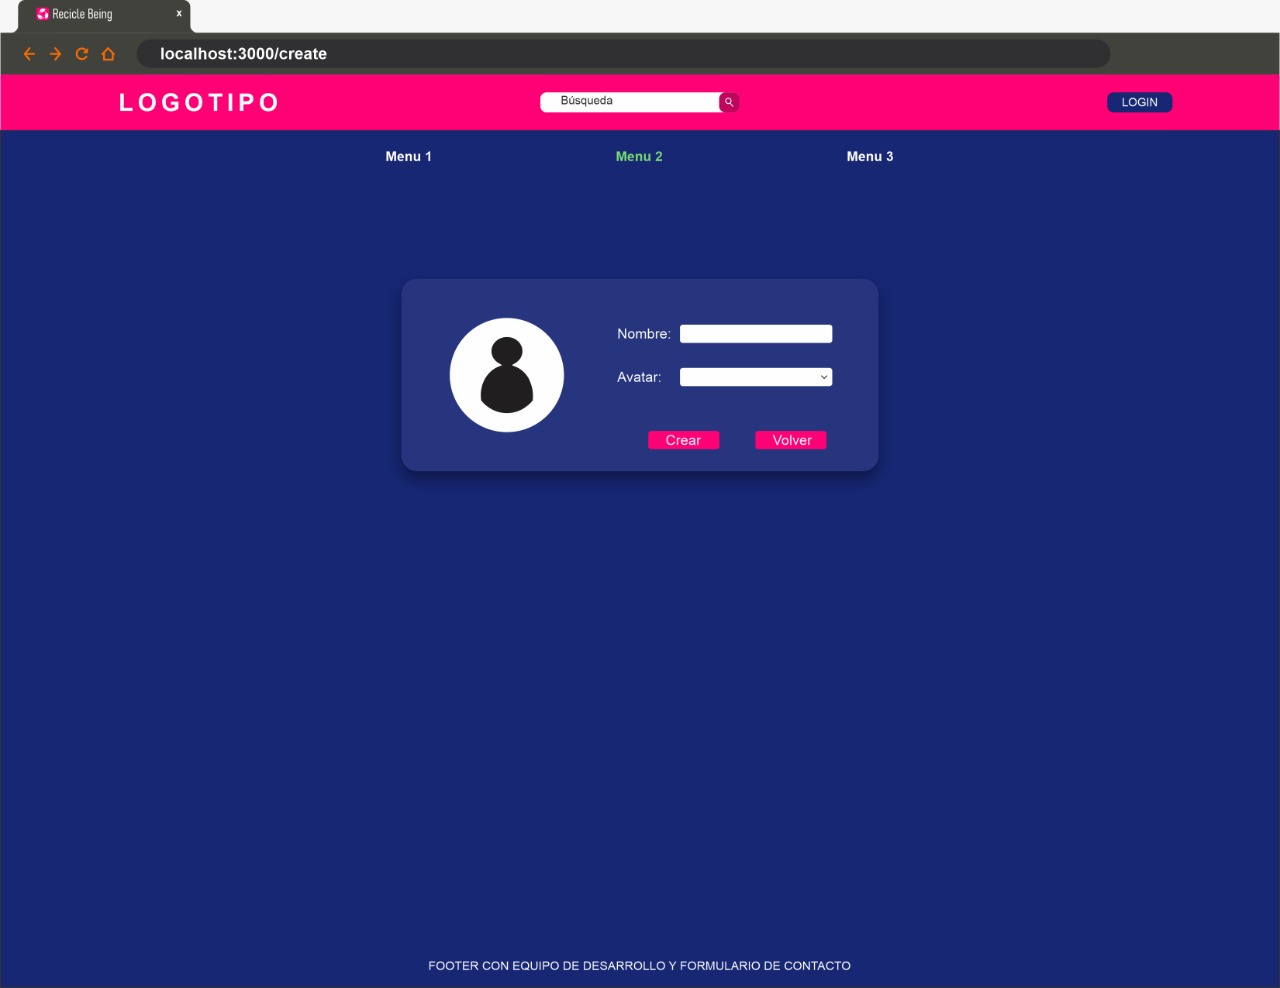 Recicle Being x
localhost:3000/create
LOGOTIPO
Búsqueda
LOGIN
Menu 1
Menu 2
Menu 3
Nombre:
Avatar:
Crear
Volver
FOOTER CON EQUIPO DE DESARROLLO Y FORMULARIO DE CONTACTO